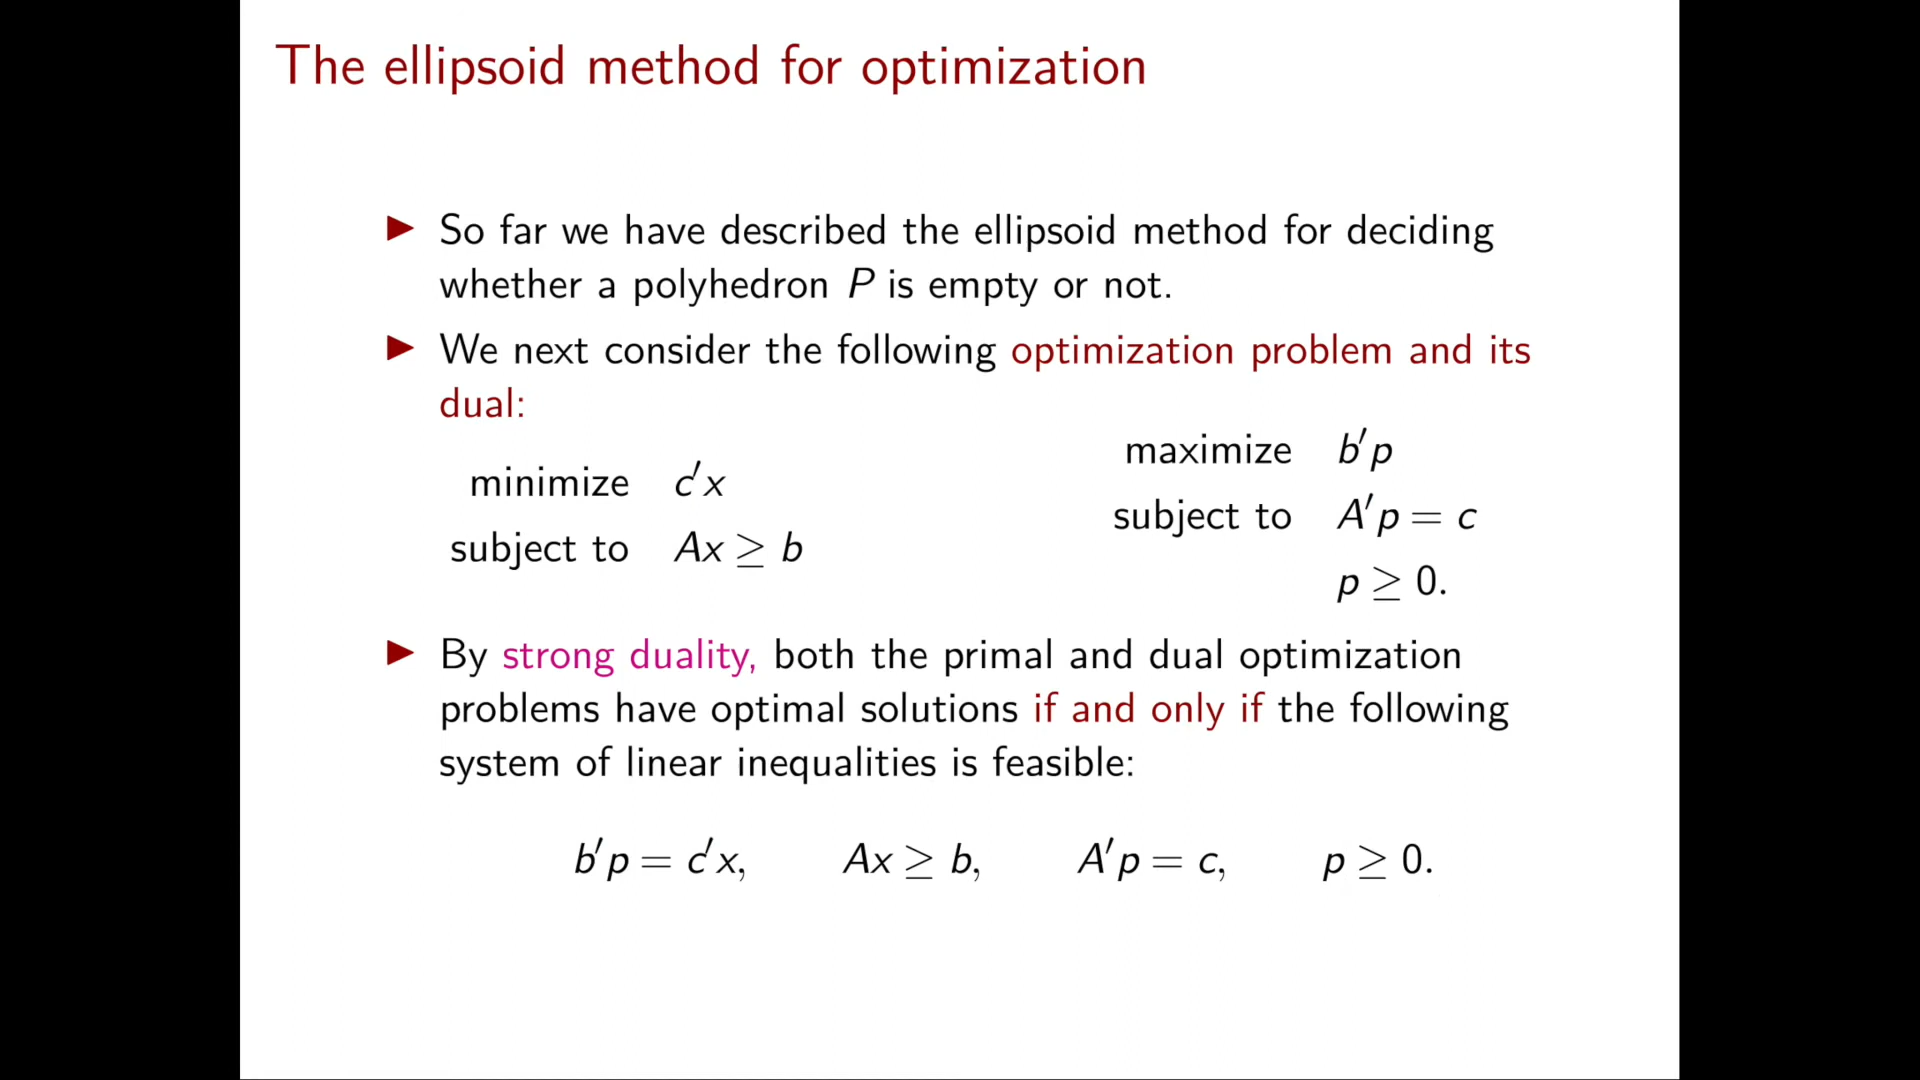 The ellipsoid method for optimization
▶ So far we have described the ellipsoid method for deciding
whether a polyhedron P is empty or not.
▶ We next consider the following optimization problem and its
dual:
minimize c′x
subject to Ax ≥ b
maximize b′p
subject to A′p = c
p ≥ 0.
▶ By strong duality, both the primal and dual optimization
problems have optimal solutions if and only if the following
system of linear inequalities is feasible:
b′p = c′x, Ax ≥ b, A′p = c, p ≥ 0.